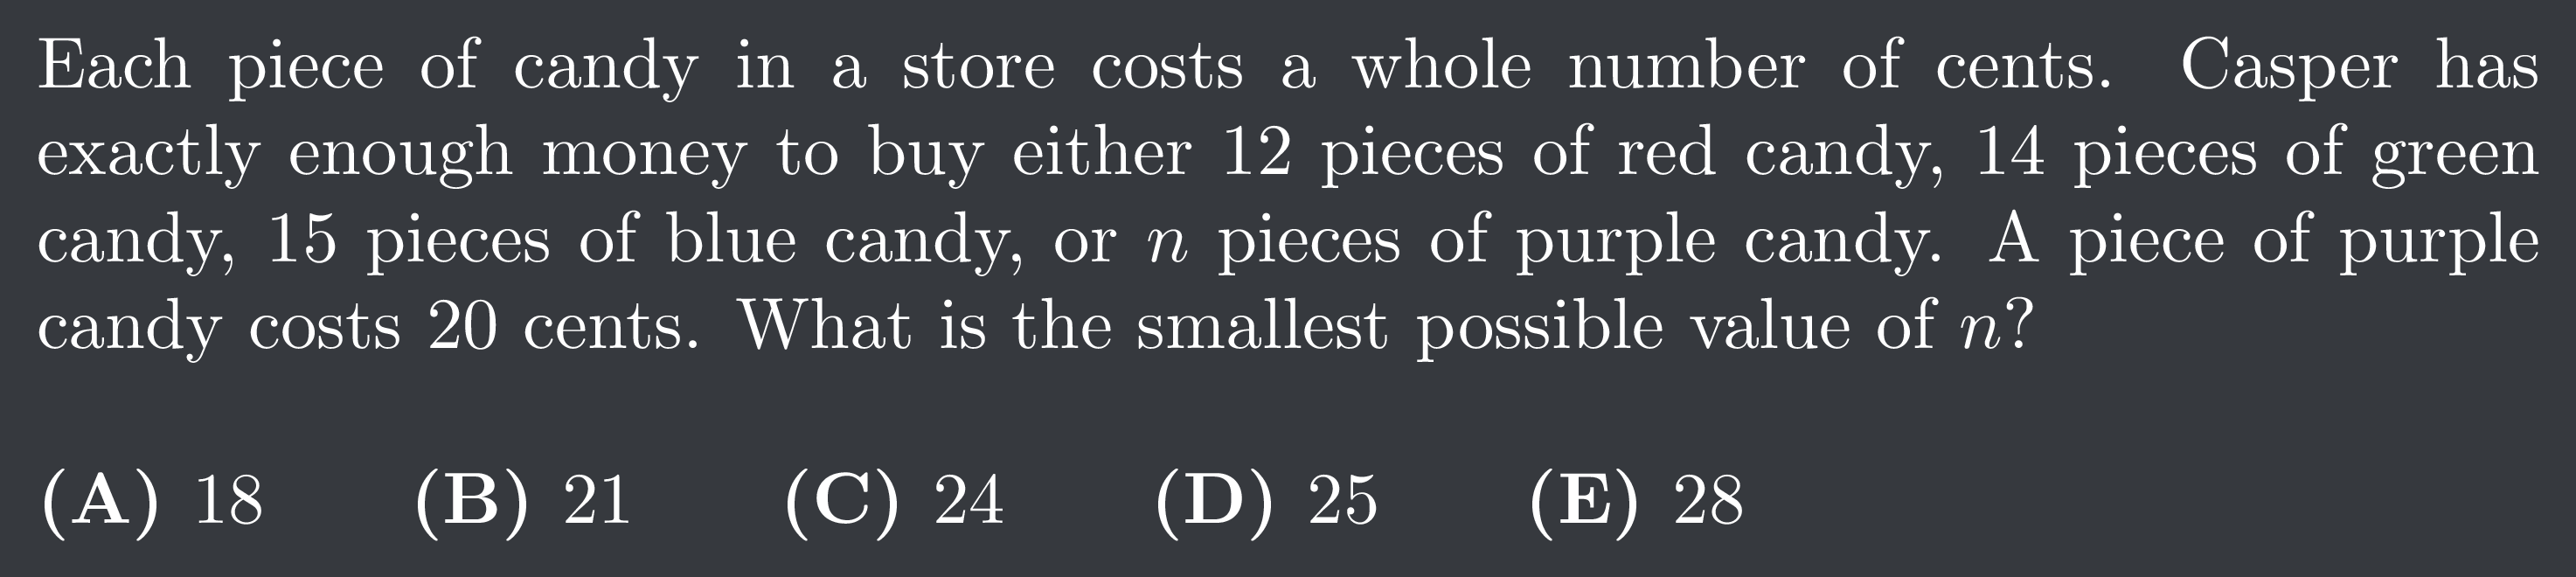 Each piece of candy in a store costs a whole number of cents. Casper has
exactly enough money to buy either 12 pieces of red candy, 14 pieces of green
candy, 15 pieces of blue candy, or n pieces of purple candy. A piece of purple
candy costs 20 cents. What is the smallest possible value of n?
(A) 18 (B) 21 (C) 24 (D) 25 (E) 28